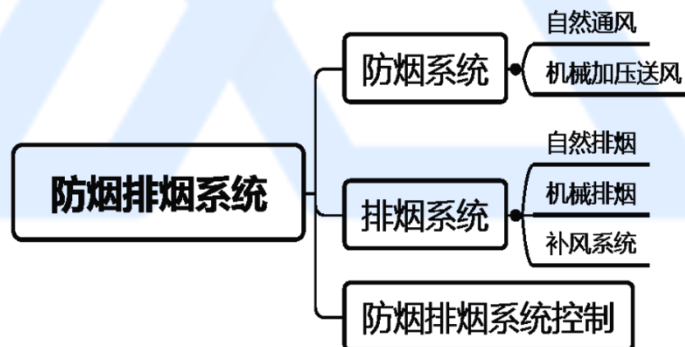 防烟排烟系统
防烟系统
自然通风
机械加压送风
排烟系统
自然排烟
机械排烟
补风系统
防烟排烟系统控制